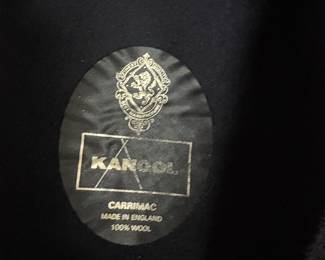 KANGOL
CARRIMAC
MADE IN ENGLAND
100% WOOL